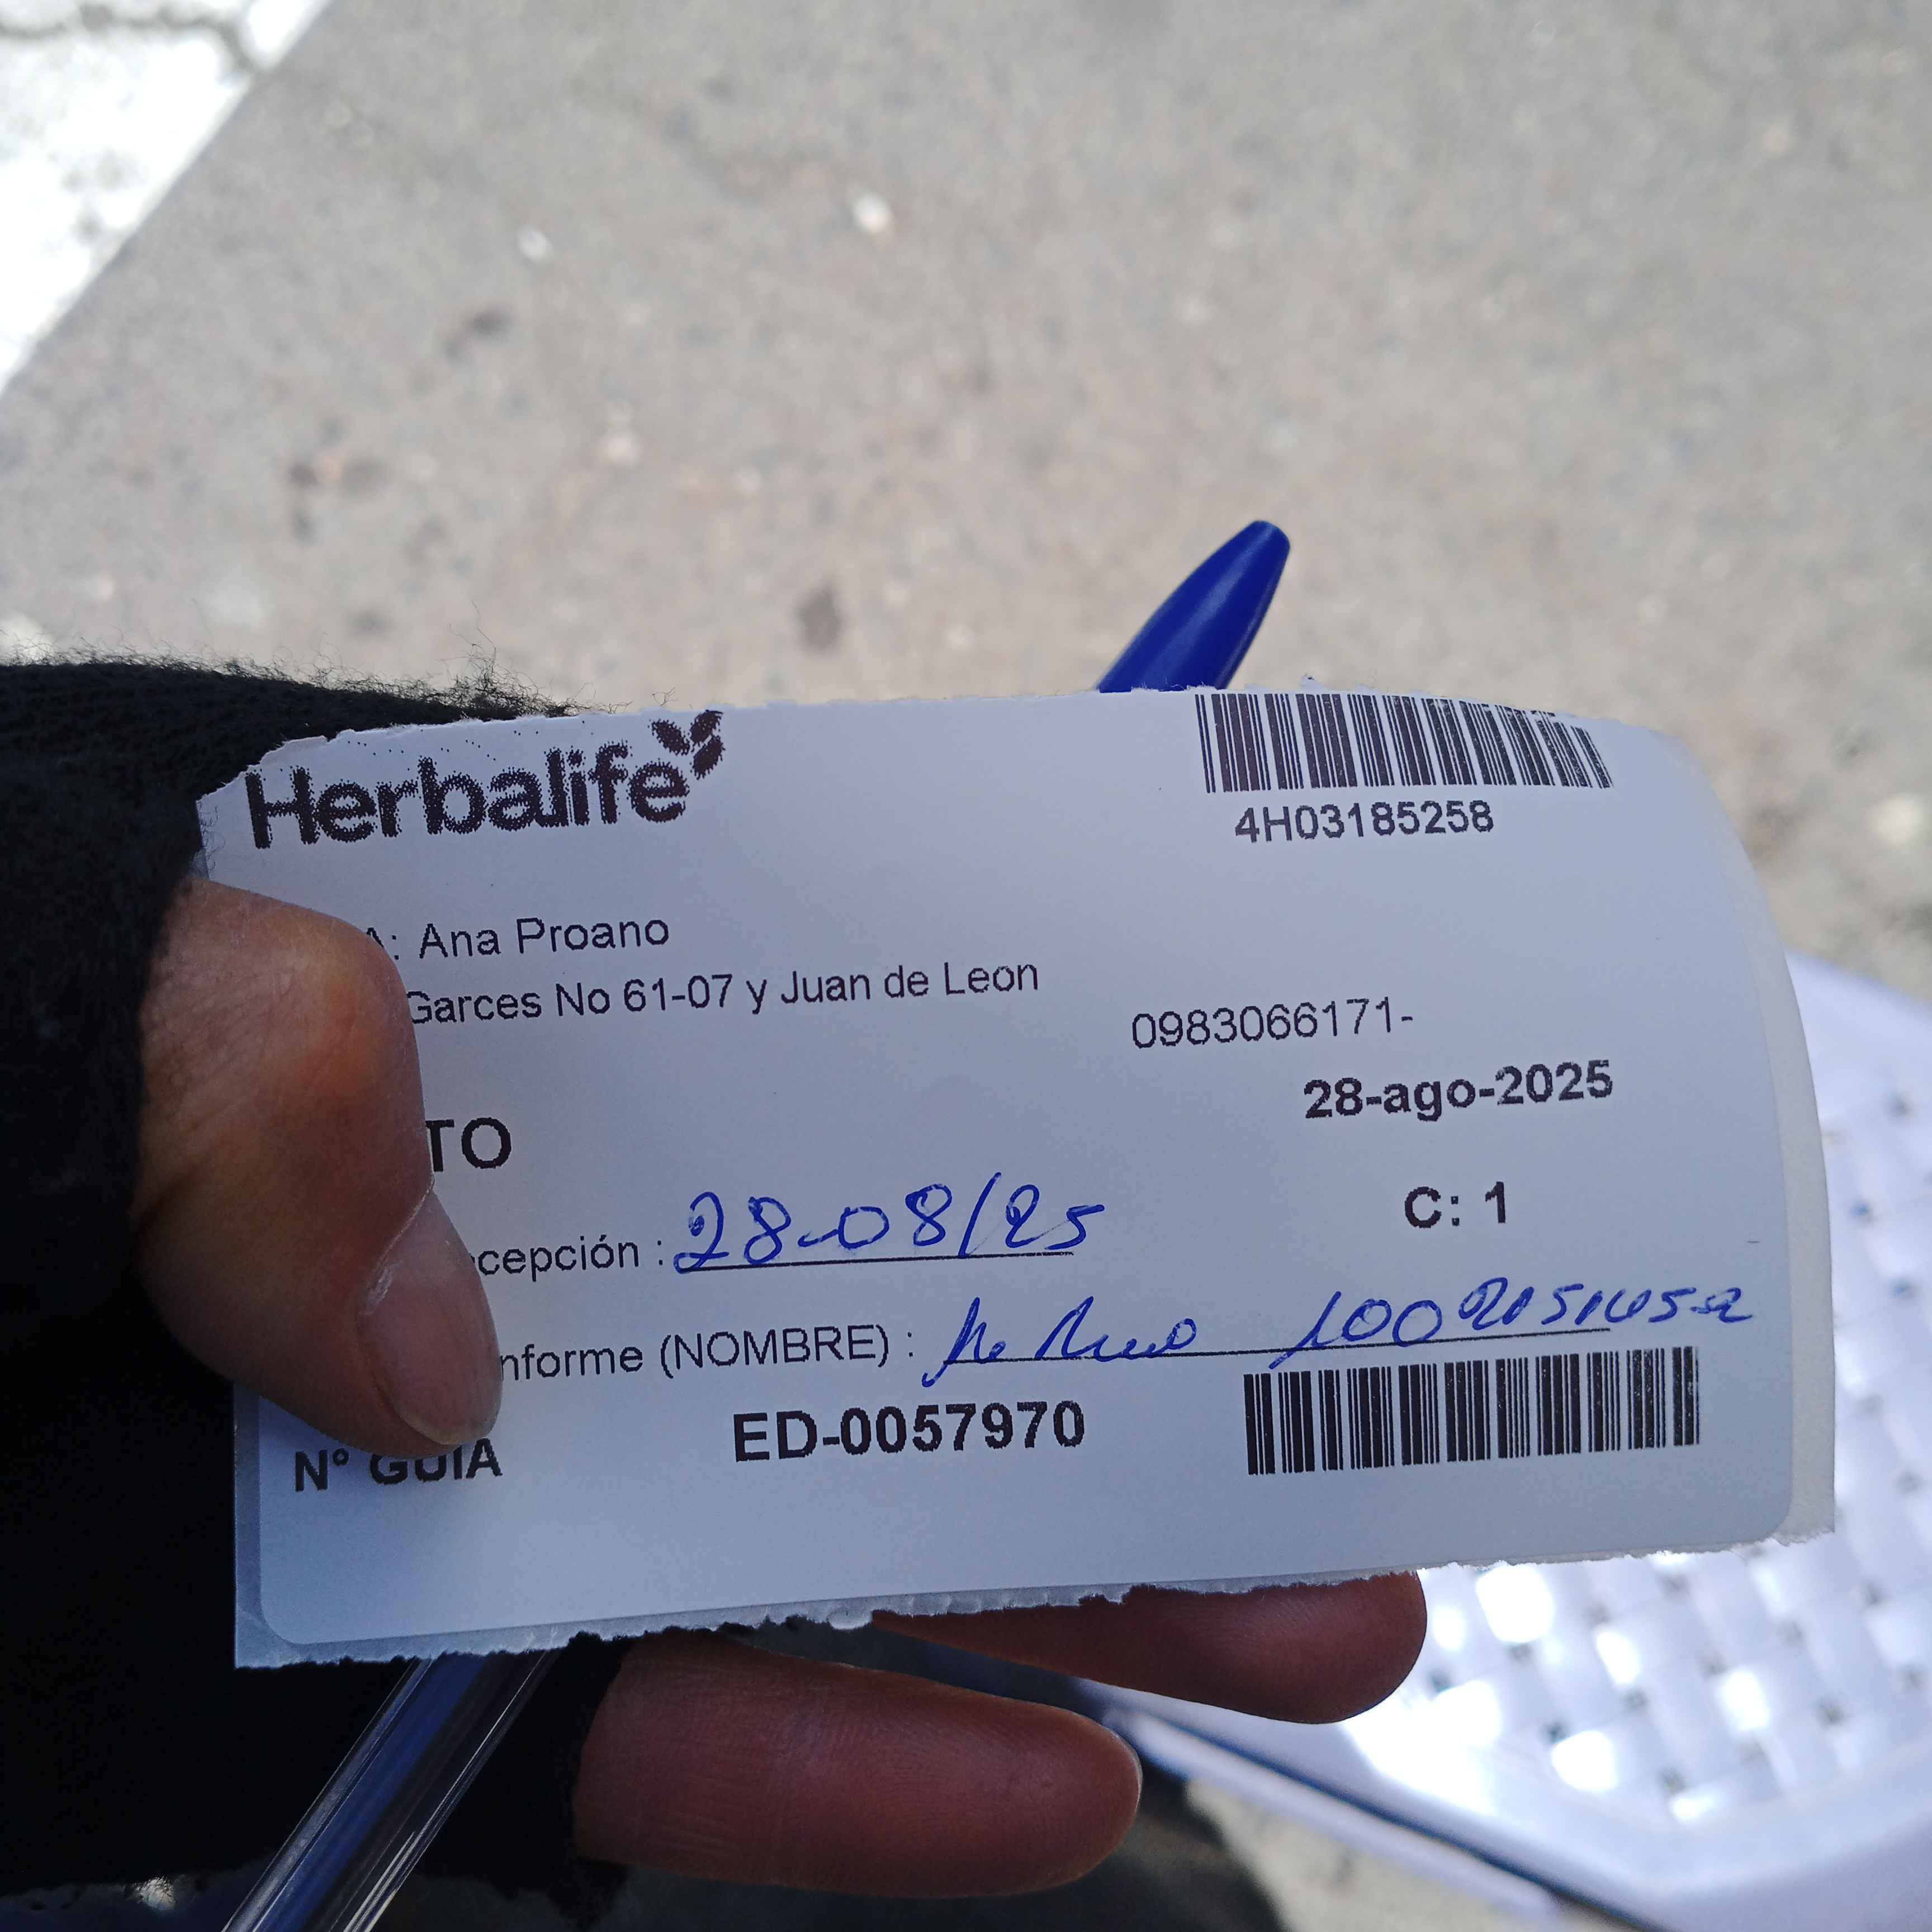 Herbalife
4H03185258
A: Ana Proano
Garces No 61-07 y Juan de Leon
0983066171-
28-ago-2025
TO
C: 1
cepción : 28-08/25
nforme (NOMBRE) :
N° GUIA ED-0057970